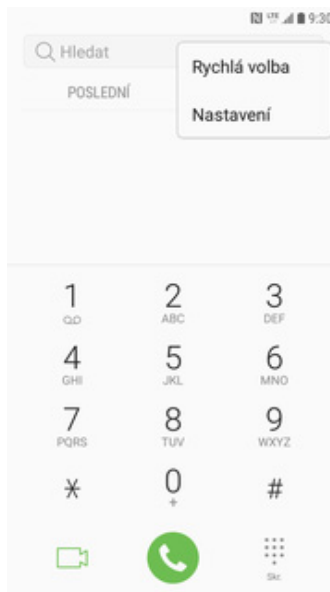 9:30
Hledat
Rychlá volba
POSLEDNÍ
Nastavení
1 2 3
ABC DEF
4 5 6
GHI JKL MNO
7 8 9
PQRS TUV WXYZ
* 0 #
+
Skr.